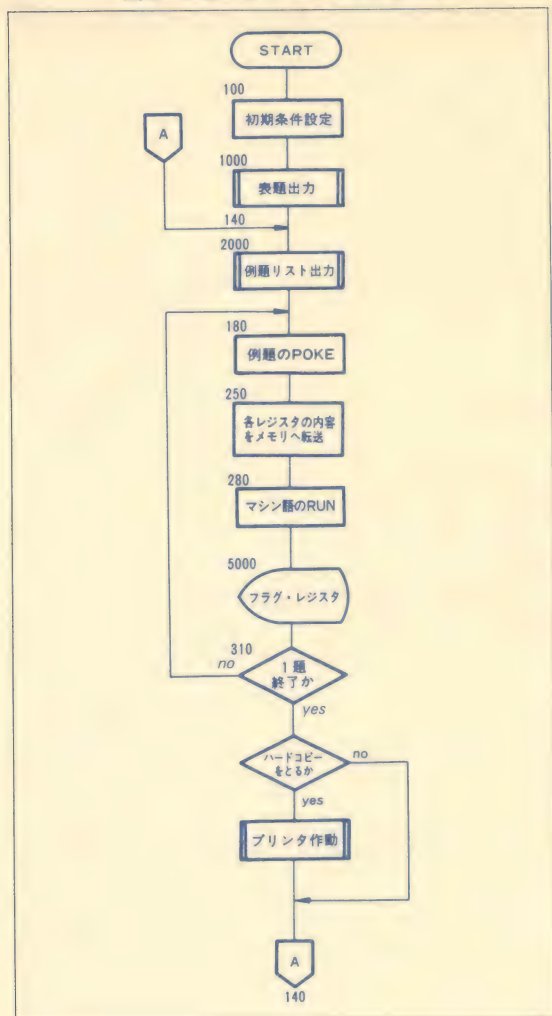 START
100
初期条件設定
A
1000
表題出力
140
2000
例題リスト出力
180
例題のPOKE
250
各レジスタの内容
をメモリへ転送
280
マシン語のRUN
5000
フラグ・レジスタ
310
no
1題
終了か
yes
ハードコピー
をとるか
no
yes
プリンタ作動
A
140